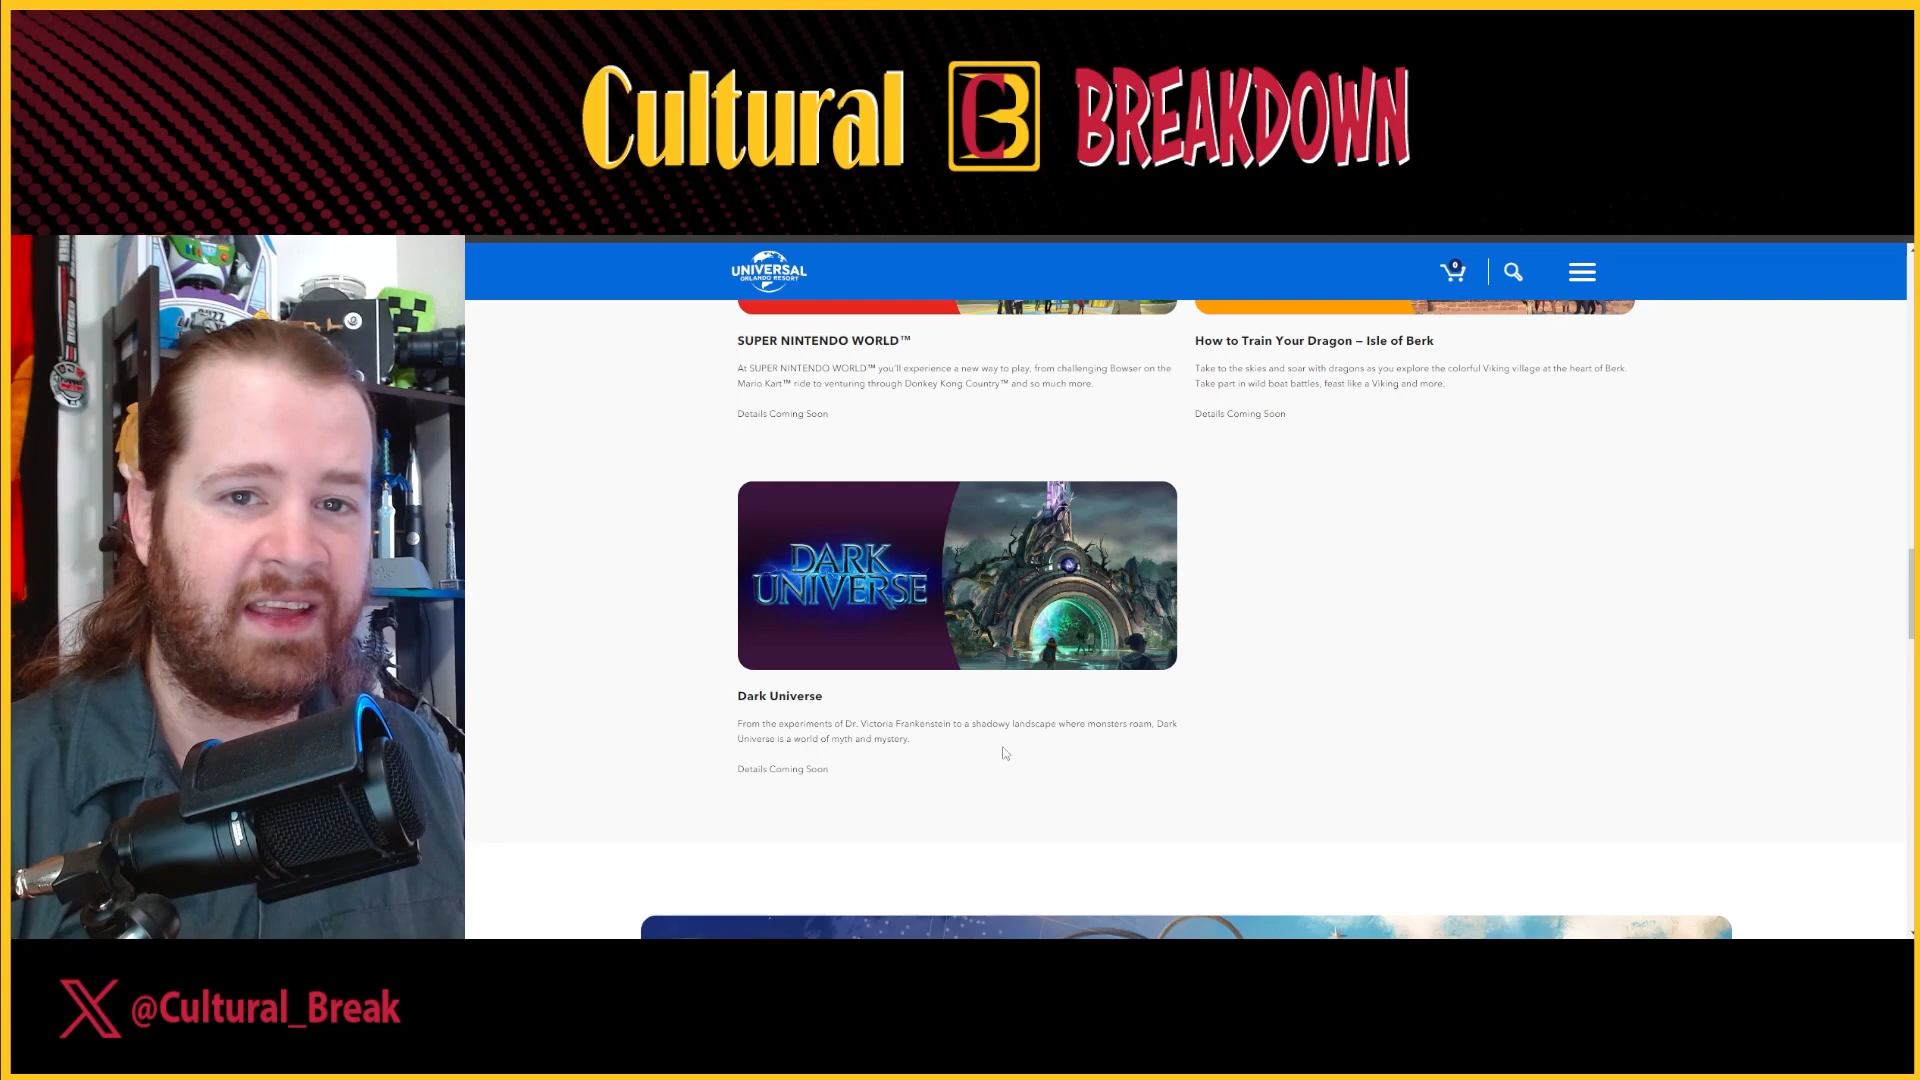 Cultural CB BREAKDOWN
UNIVERSAL
ORLANDO RESORT
0
SUPER NINTENDO WORLD™
At SUPER NINTENDO WORLD™ you'll experience a new way to play, from challenging Bowser on the
Mario Kart™ ride to venturing through Donkey Kong Country™ and so much more.
Details Coming Soon
How to Train Your Dragon – Isle of Berk
Take to the skies and soar with dragons as you explore the colorful Viking village at the heart of Berk.
Take part in wild boat battles, feast like a Viking and more.
Details Coming Soon
DARK
UNIVERSE
Dark Universe
From the experiments of Dr. Victoria Frankenstein to a shadowy landscape where monsters roam, Dark
Universe is a world of myth and mystery.
Details Coming Soon
X @Cultural_Break